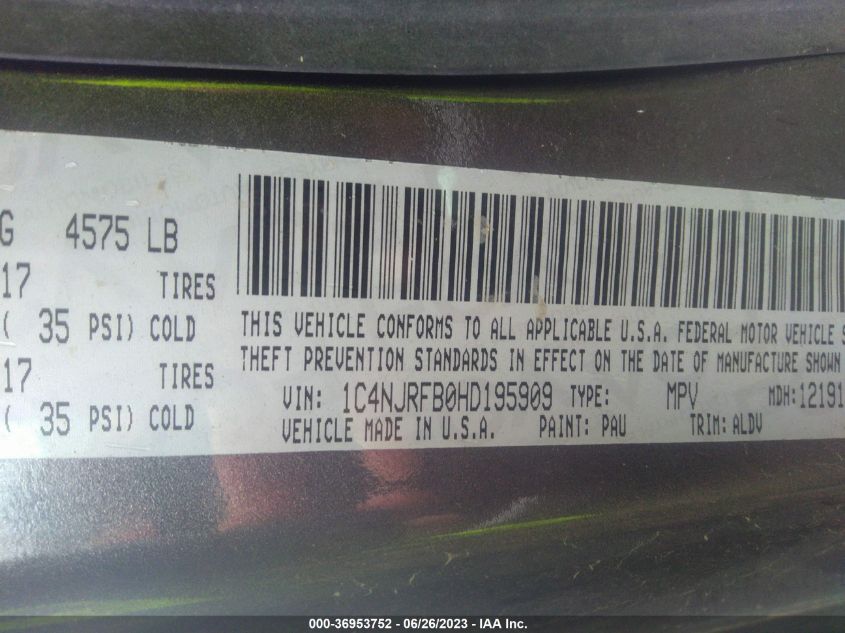 G 4575 LB
17 TIRES
( 35 PSI) COLD
17 TIRES
( 35 PSI) COLD
THIS VEHICLE CONFORMS TO ALL APPLICABLE U.S.A. FEDERAL MOTOR VEHICLE S
THEFT PREVENTION STANDARDS IN EFFECT ON THE DATE OF MANUFACTURE SHOWN
VIN: 1C4NJRFB0HD195909 TYPE: MPV MDH:12191
VEHICLE MADE IN U.S.A. PAINT: PAU TRIM: ALDV
000-36953752 - 06/26/2023 - IAA Inc.